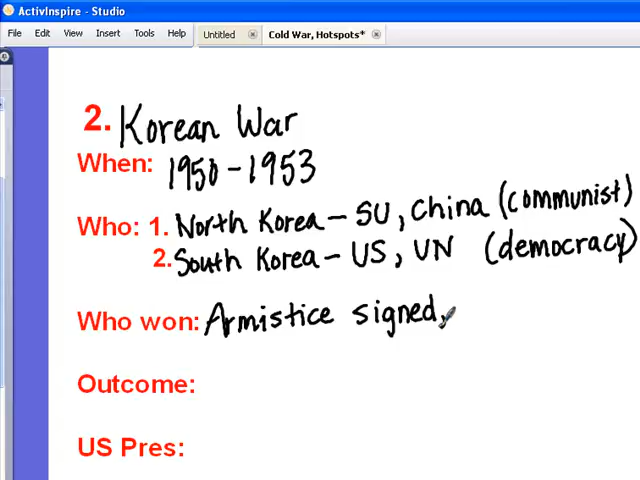 ActivInspire - Studio
File Edit View Insert Tools Help Untitled Cold War, Hotspots*
2. Korean War
When: 1950-1953
Who: 1. North Korea - SU, China (communist)
2. South Korea - US, UN (democracy)
Who won: Armistice signed,
Outcome:
US Pres: